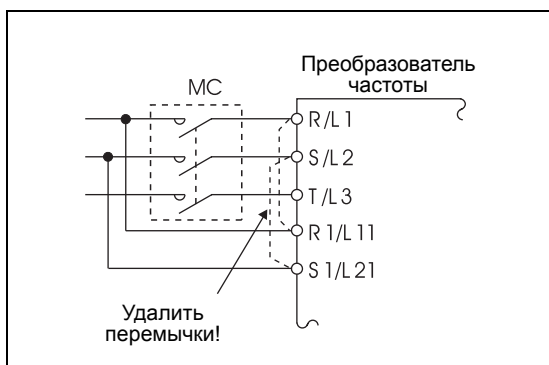 Преобразователь
частоты
MC
R/L1
S/L2
T/L3
R1/L11
S1/L21
Удалить
перемычки!